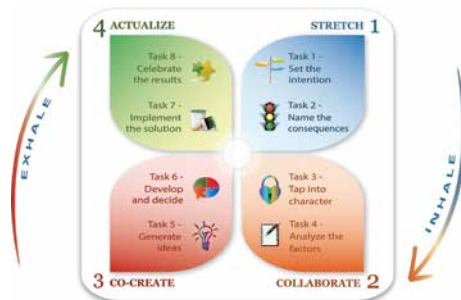 4 ACTUALIZE
STRETCH 1
Task 8 -
Celebrate
the results
Task 7 -
Implement
the solution
Task 1 -
Set the
intention
Task 2 -
Name the
consequences
Task 6 -
Develop
and decide
Task 5 -
Generate
ideas
Task 3 -
Tap into
character
Task 4 -
Analyze the
factors
3 CO-CREATE
COLLABORATE 2
EXHALE
INHALE